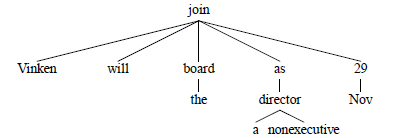 join
Vinken will board as 29
the director Nov
a nonexecutive